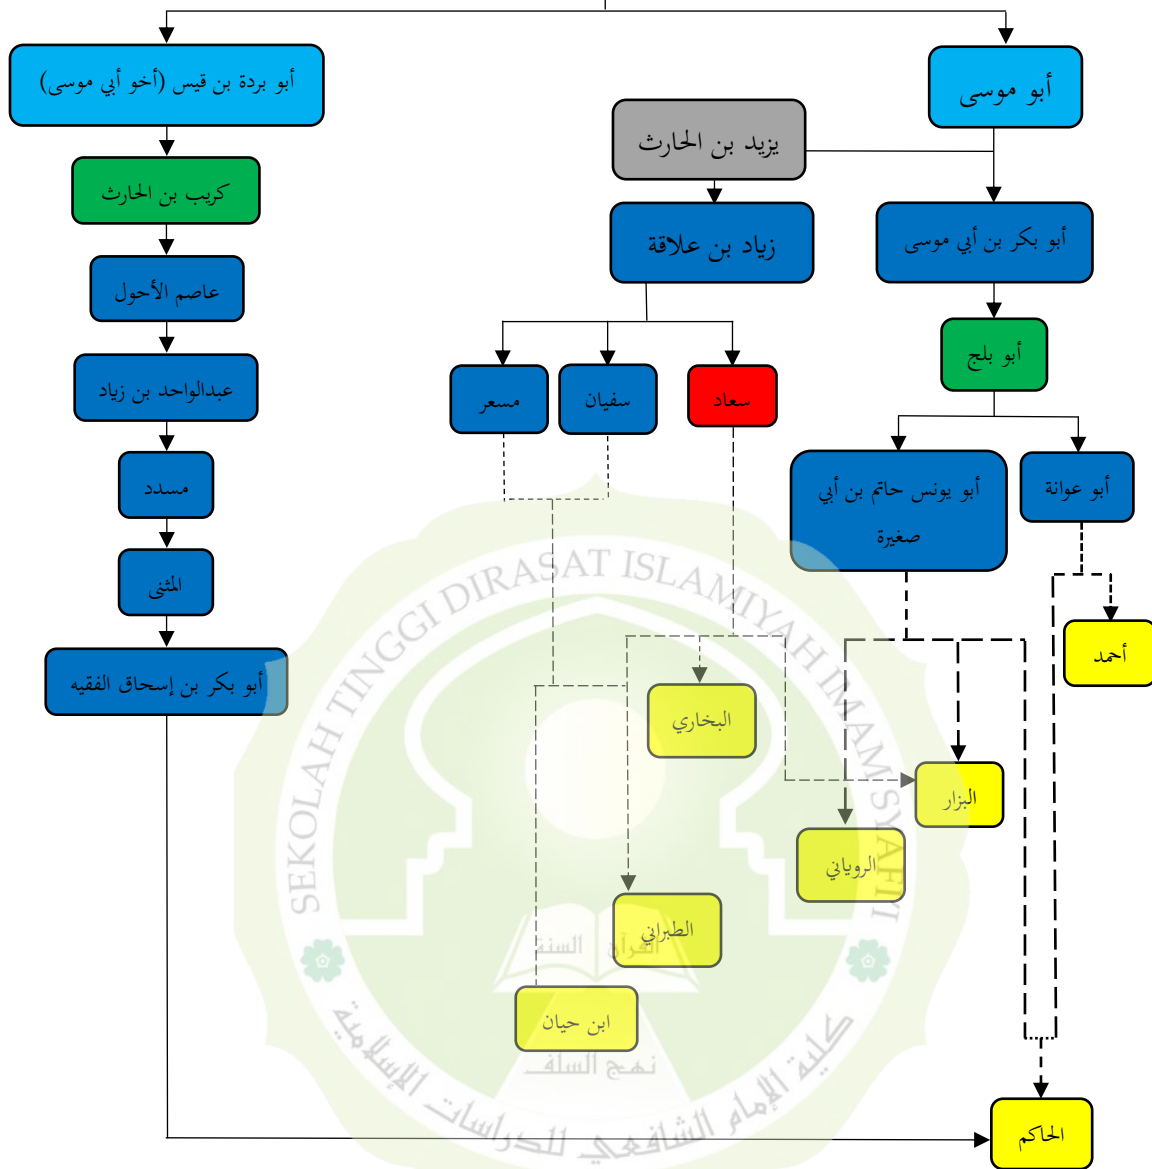 أبو موسى
أبو بردة بن قيس (أخو أبي موسى)
يزيد بن الحارث
كريب بن الحارث
أبو بكر بن أبي موسى
زياد بن علاقة
عاصم الأحول
أبو بلج
عبدالواحد بن زياد
سعاد
سفيان
مسعر
مسدد
أبو عوانة
أبو يونس حاتم بن أبي
صغيرة
المثنى
أحمد
أبو بكر بن إسحاق الفقيه
البخاري
البزار
الروياني
الطبراني
ابن حيان
الحاكم
SEKOLAH TINGGI DIRASAT ISLAMIYAH IMAM SYAFI'I
القرآن السنة
نهج السلف
كلية الإمام الشافعي للدراسات الإسلامية